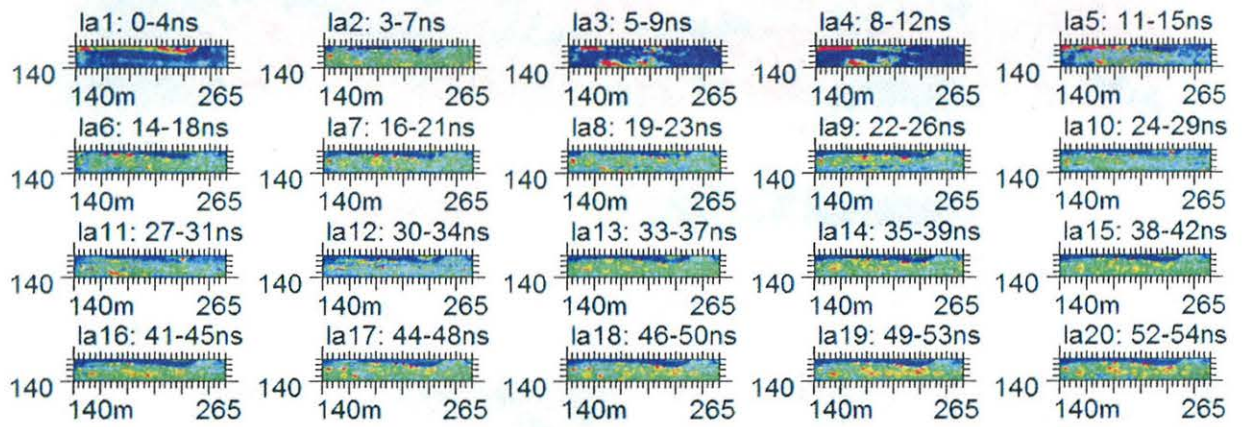 la1: 0-4ns la2: 3-7ns la3: 5-9ns la4: 8-12ns la5: 11-15ns
140 140 140 140 140
140m 265 140m 265 140m 265 140m 265 140m 265
la6: 14-18ns la7: 16-21ns la8: 19-23ns la9: 22-26ns la10: 24-29ns
140 140 140 140 140
140m 265 140m 265 140m 265 140m 265 140m 265
la11: 27-31ns la12: 30-34ns la13: 33-37ns la14: 35-39ns la15: 38-42ns
140 140 140 140 140
140m 265 140m 265 140m 265 140m 265 140m 265
la16: 41-45ns la17: 44-48ns la18: 46-50ns la19: 49-53ns la20: 52-54ns
140 140 140 140 140
140m 265 140m 265 140m 265 140m 265 140m 265